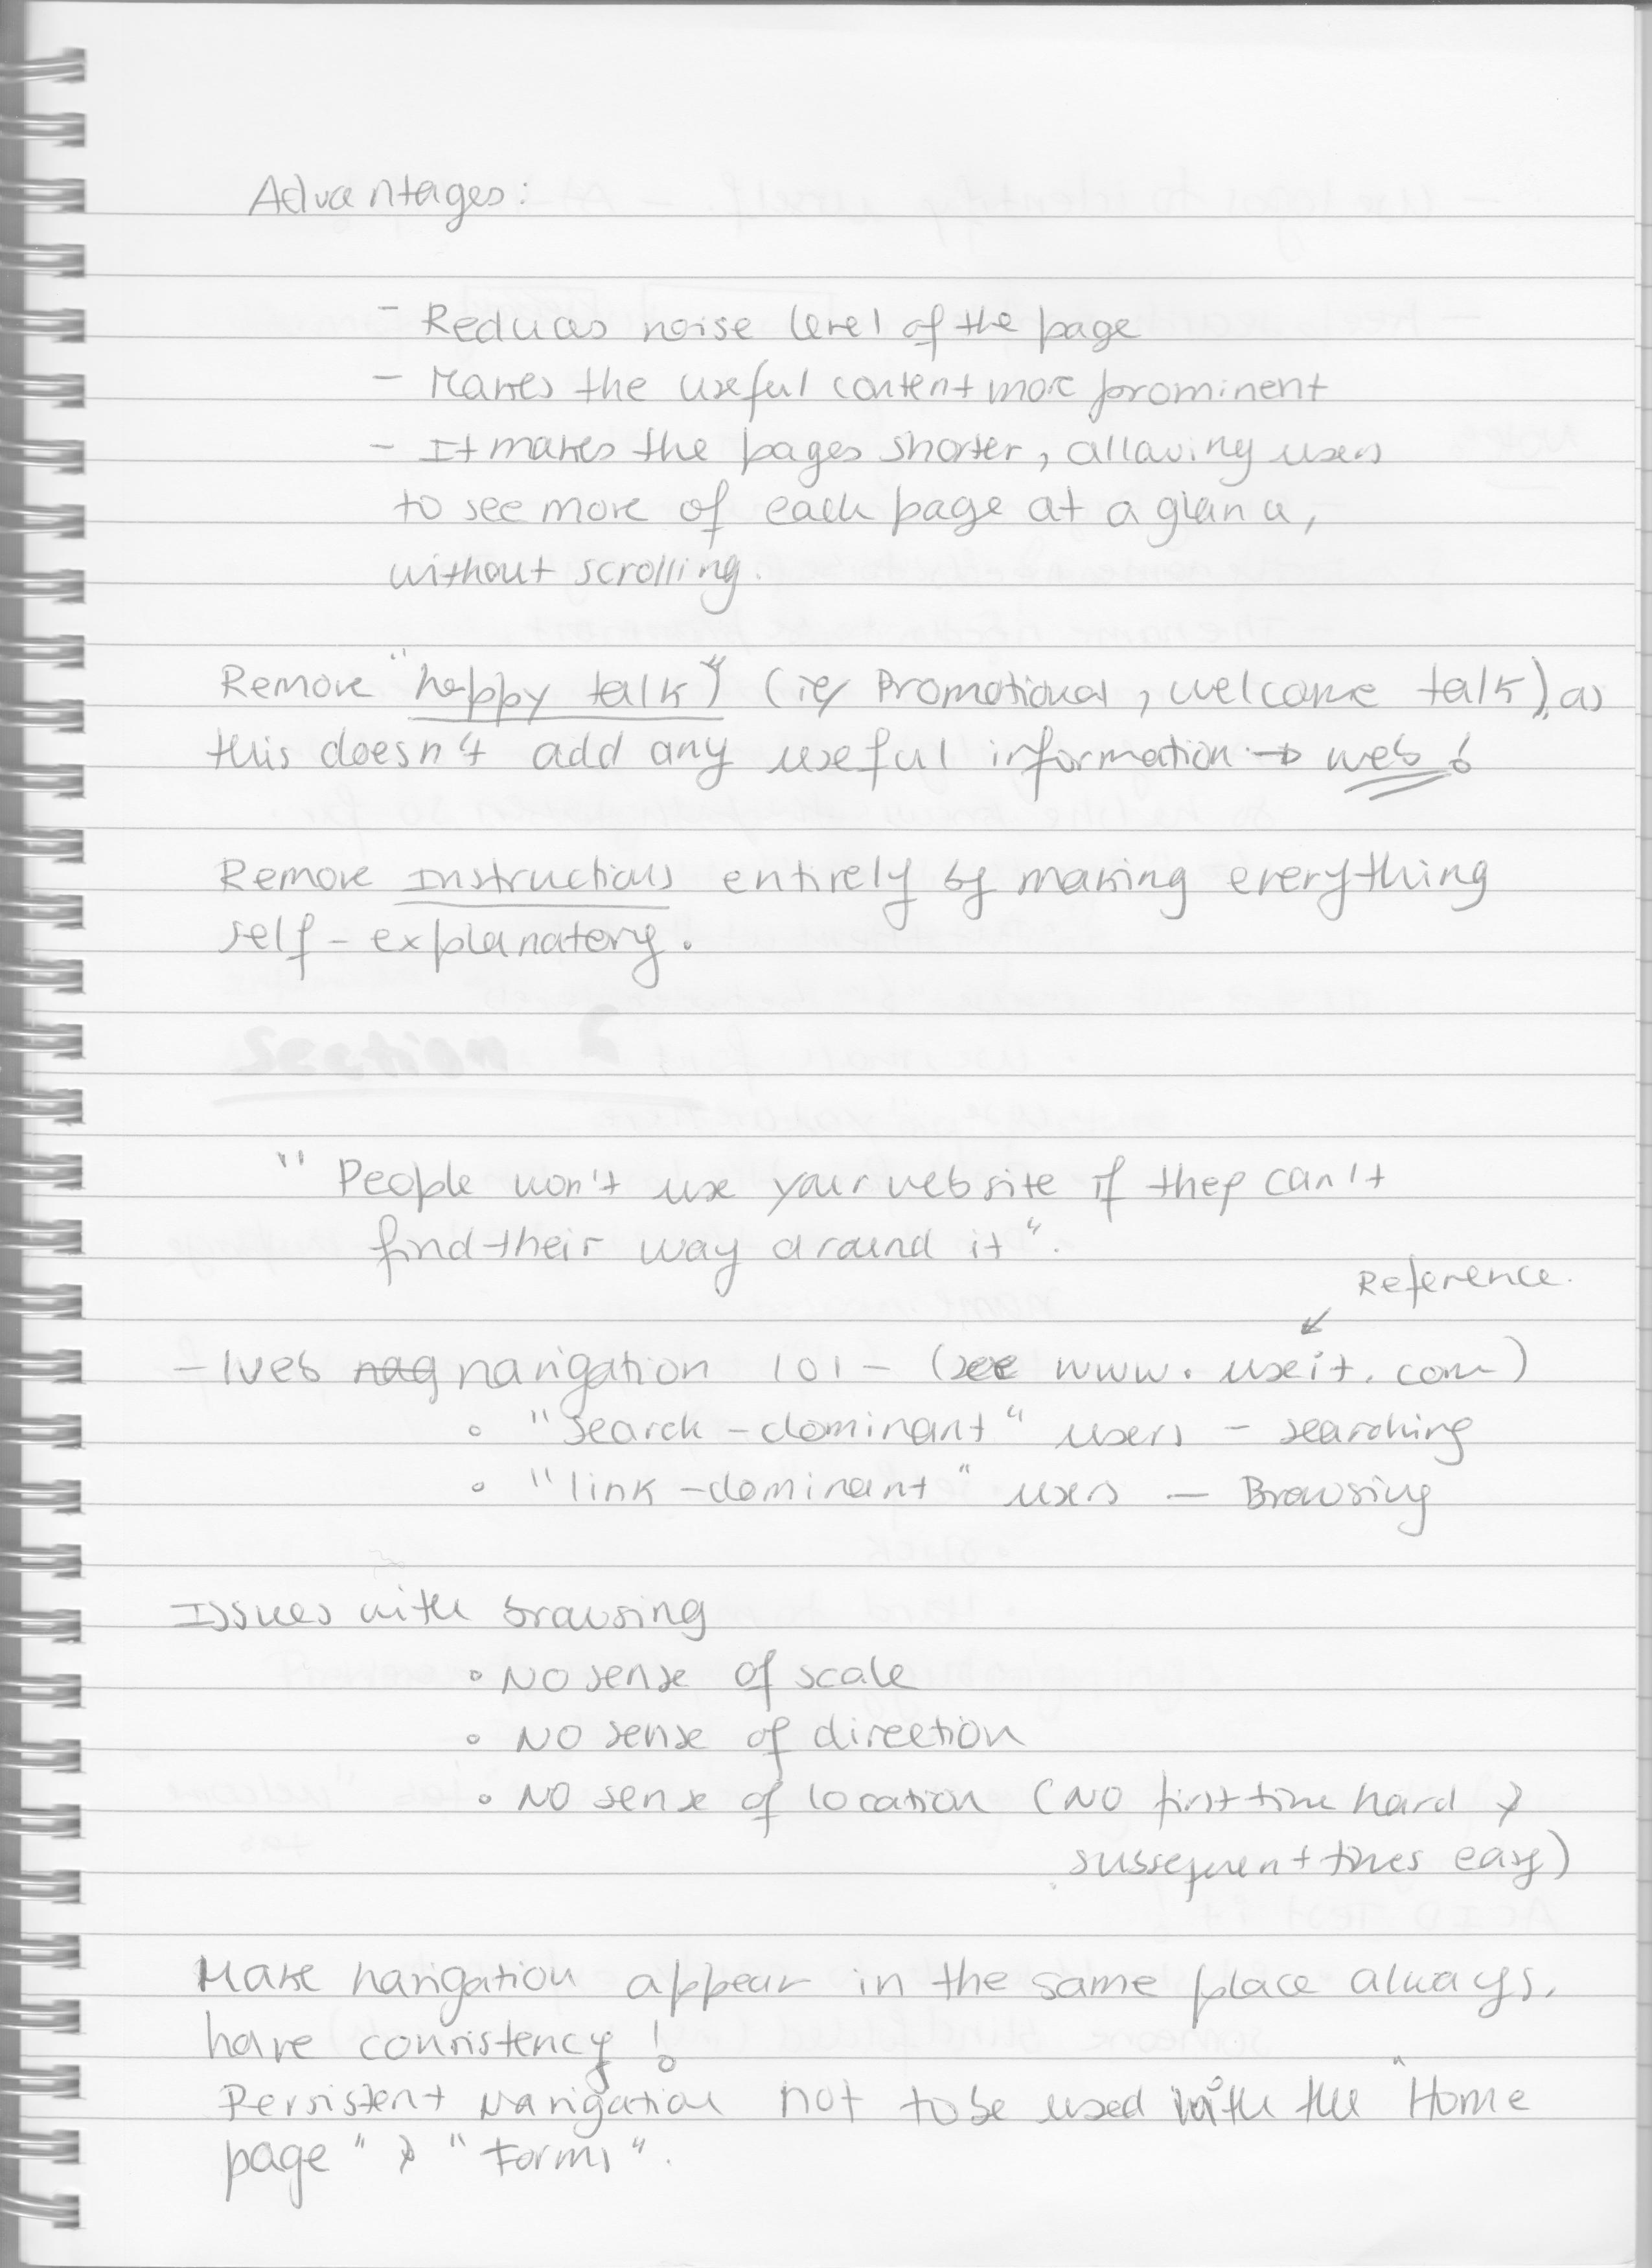 Advantages:
- Reduces noise level of the page
- Makes the useful content more prominent
- It makes the pages shorter, allowing users
to see more of each page at a glance,
without scrolling.
Remove "happy talk" (ie, Promotional, welcome talk), as
this doesn't add any useful information → web!
Remove Instructions entirely by making everything
self-explanatory.
Section 2
"People won't use your website if they can't
find their way around it".
Reference.
- Web nag navigation 101 - (see www.useit.com)
◦ "Search-dominant" users - searching
◦ "link-dominant" users - Browsing
Issues with browsing
◦ No sense of scale
◦ No sense of direction
◦ No sense of location (NO first time hard &
subsequent times easy)
Make navigation appear in the same place always,
have consistency!
Persistent Navigation not to be used with the "Home
page" & "Forms".